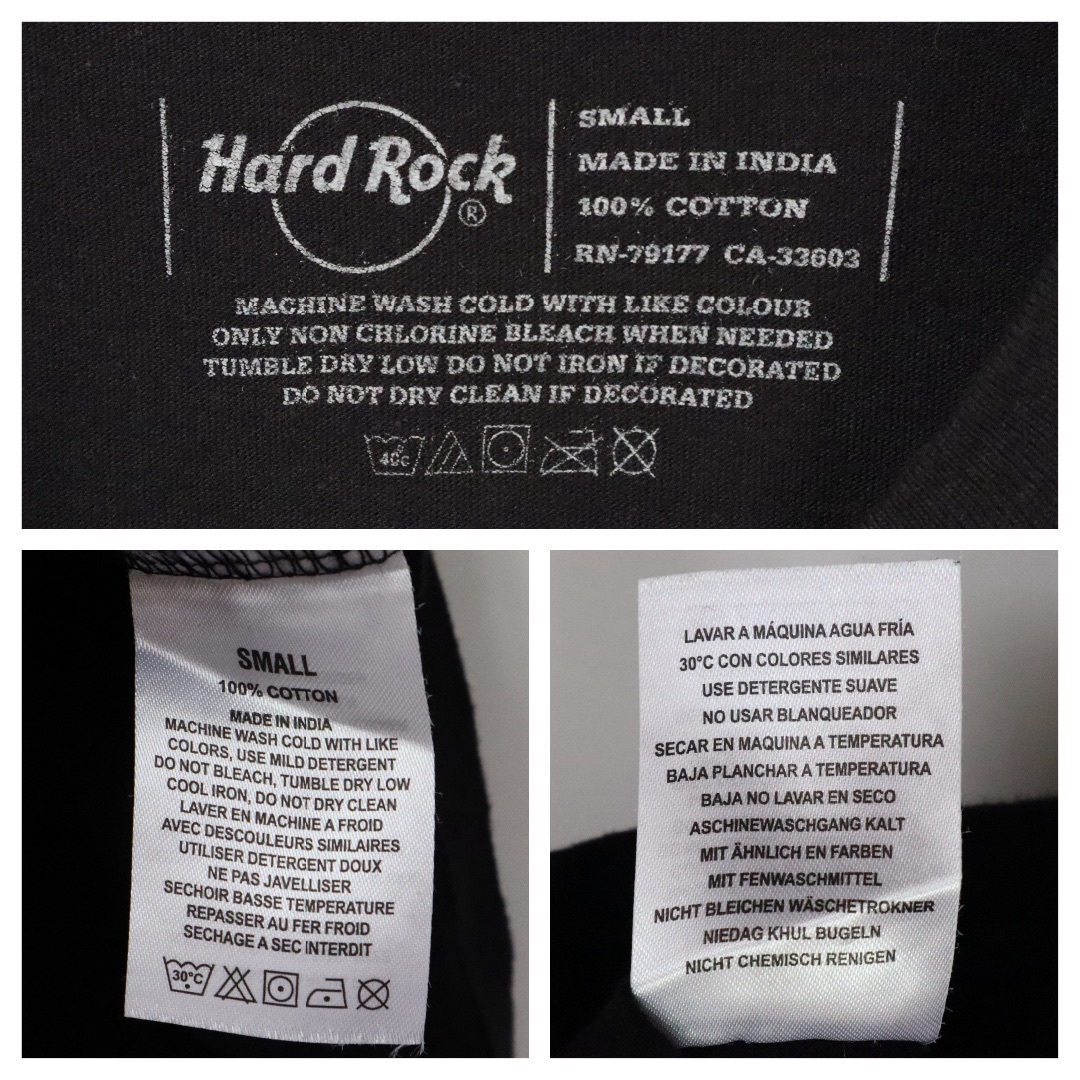 Hard Rock ®
SMALL
MADE IN INDIA
100% COTTON
RN-79177 CA-33603
MACHINE WASH COLD WITH LIKE COLOUR
ONLY NON CHLORINE BLEACH WHEN NEEDED
TUMBLE DRY LOW DO NOT IRON IF DECORATED
DO NOT DRY CLEAN IF DECORATED
40c
SMALL
100% COTTON
MADE IN INDIA
MACHINE WASH COLD WITH LIKE
COLORS, USE MILD DETERGENT
DO NOT BLEACH, TUMBLE DRY LOW
COOL IRON, DO NOT DRY CLEAN
LAVER EN MACHINE A FROID
AVEC DESCOULEURS SIMILAIRES
UTILISER DETERGENT DOUX
NE PAS JAVELLISER
SECHOIR BASSE TEMPERATURE
REPASSER AU FER FROID
SECHAGE A SEC INTERDIT
30°C
LAVAR A MÁQUINA AGUA FRÍA
30°C CON COLORES SIMILARES
USE DETERGENTE SUAVE
NO USAR BLANQUEADOR
SECAR EN MAQUINA A TEMPERATURA
BAJA PLANCHAR A TEMPERATURA
BAJA NO LAVAR EN SECO
ASCHINEWASCHGANG KALT
MIT ÄHNLICH EN FARBEN
MIT FENWASCHMITTEL
NICHT BLEICHEN WÄSCHETROKNER
NIEDAG KHUL BUGELN
NICHT CHEMISCH RENIGEN